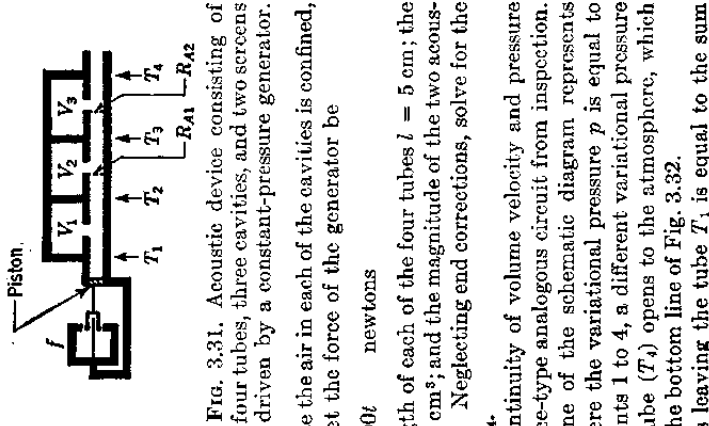 Piston
f
V1 V2 V3
T1 T2 T3 T4
RA1 RA2
FIG. 3.31. Acoustic device consisting of
four tubes, three cavities, and two screens
driven by a constant-pressure generator.
e the air in each of the cavities is confined,
et the force of the generator be
00t newtons
gth of each of the four tubes l = 5 cm; the
cm³; and the magnitude of the two acous-
Neglecting end corrections, solve for the
4.
ntinuity of volume velocity and pressure
ce-type analogous circuit from inspection.
ne of the schematic diagram represents
ere the variational pressure p is equal to
nts 1 to 4, a different variational pressure
ube (T4) opens to the atmosphere, which
he bottom line of Fig. 3.32.
s leaving the tube T1 is equal to the sum